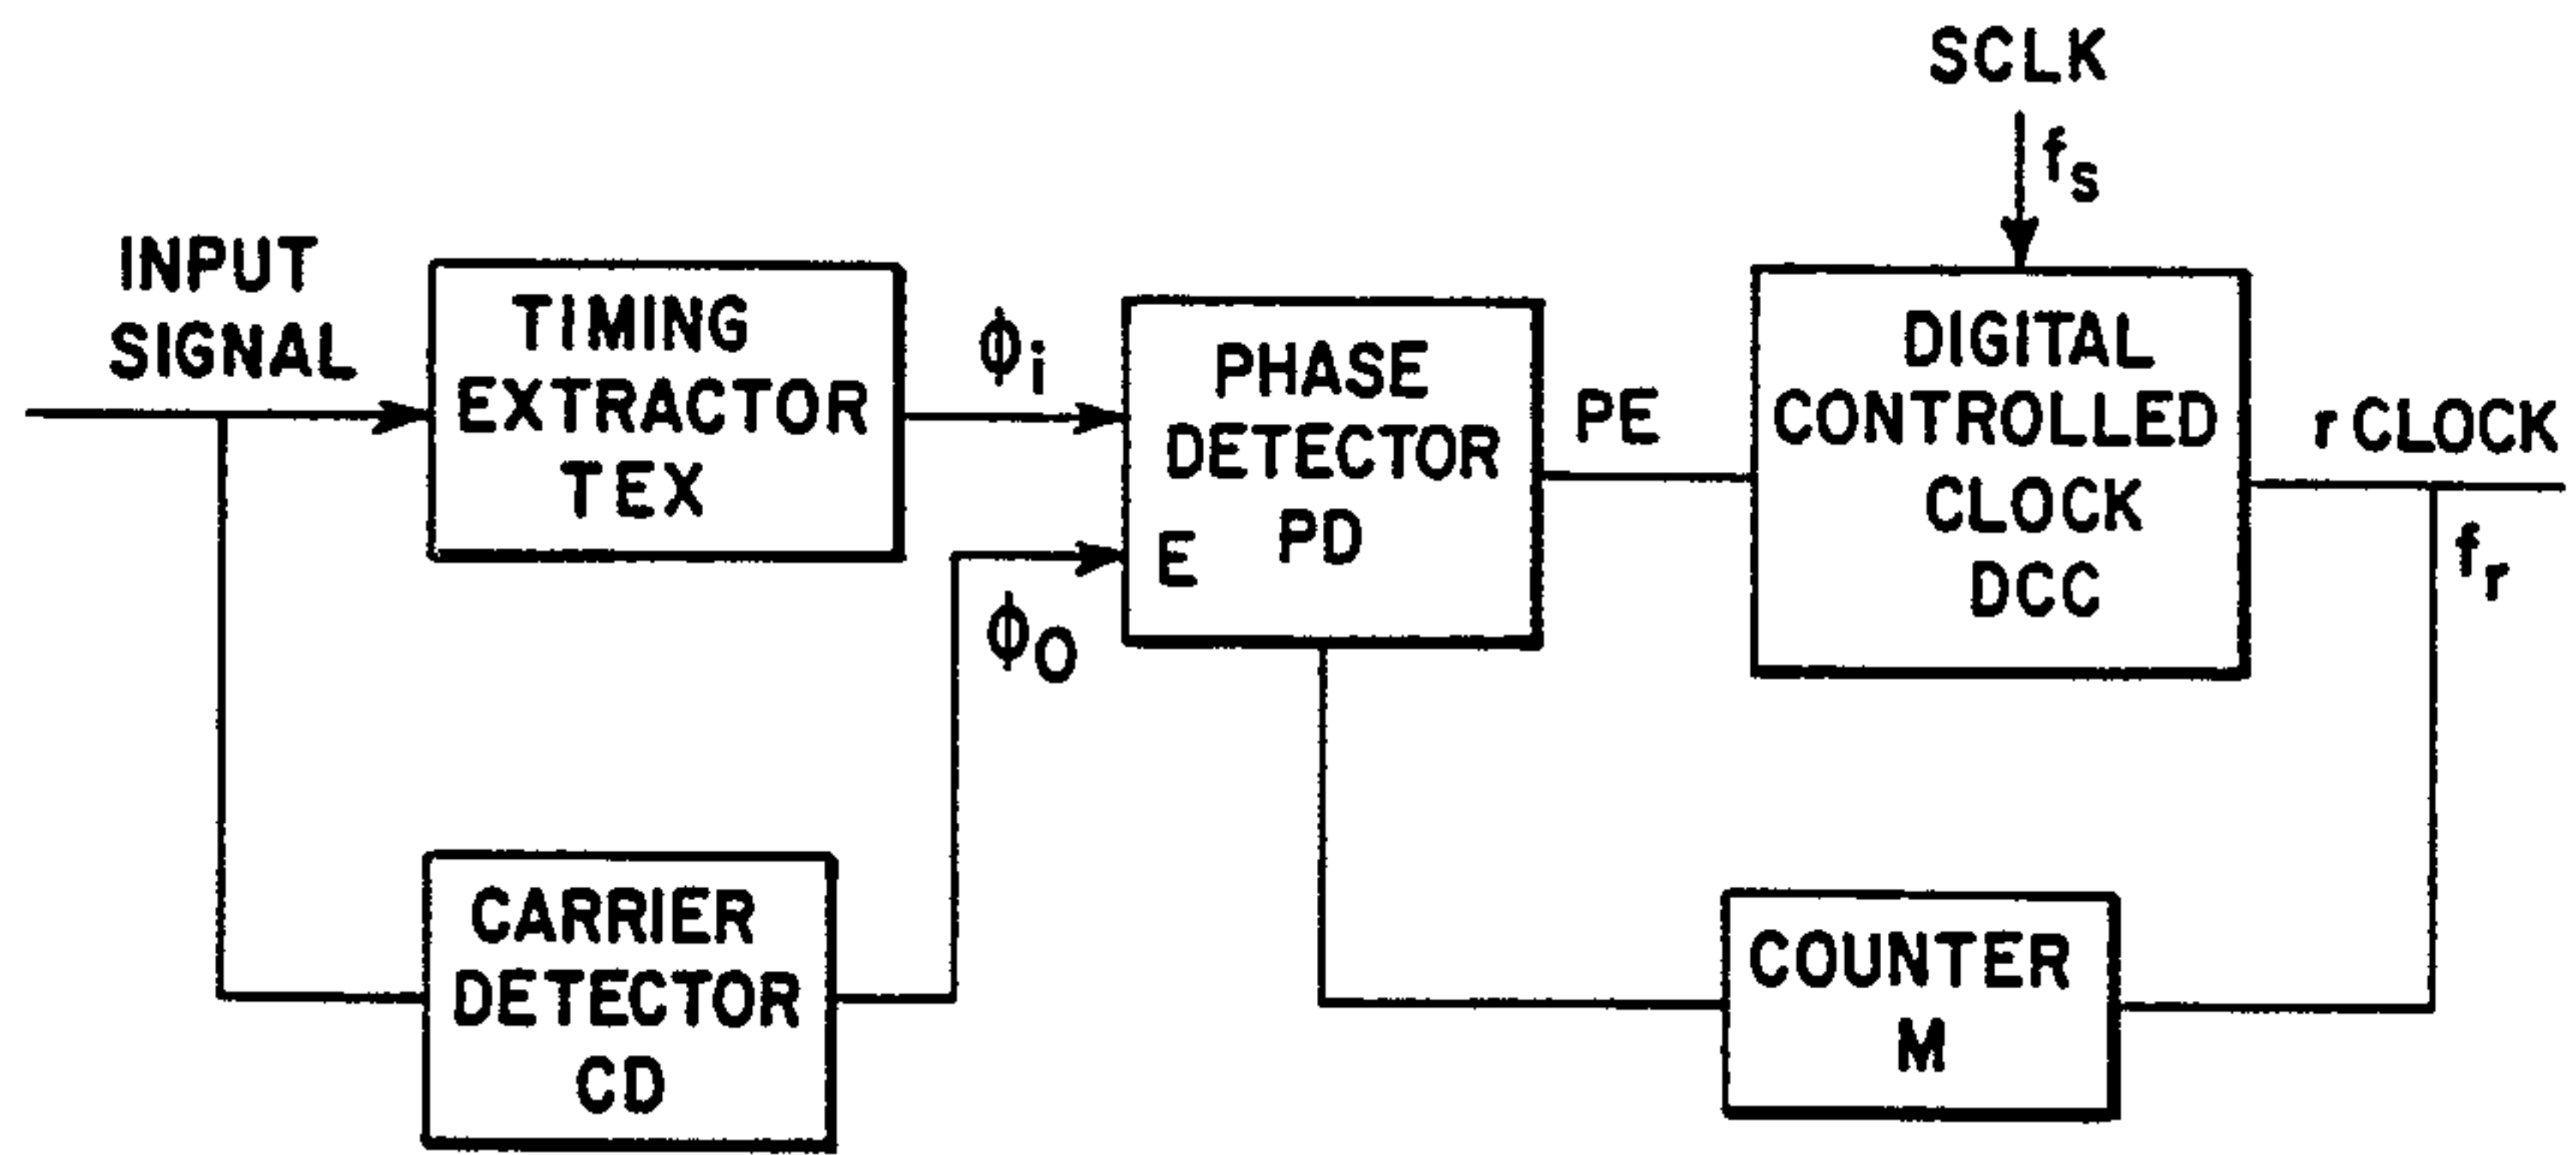 SCLK
fs
INPUT
SIGNAL
TIMING
EXTRACTOR
TEX
ϕi
ϕO
E
PHASE
DETECTOR
PD
PE
DIGITAL
CONTROLLED
CLOCK
DCC
r CLOCK
fr
CARRIER
DETECTOR
CD
COUNTER
M